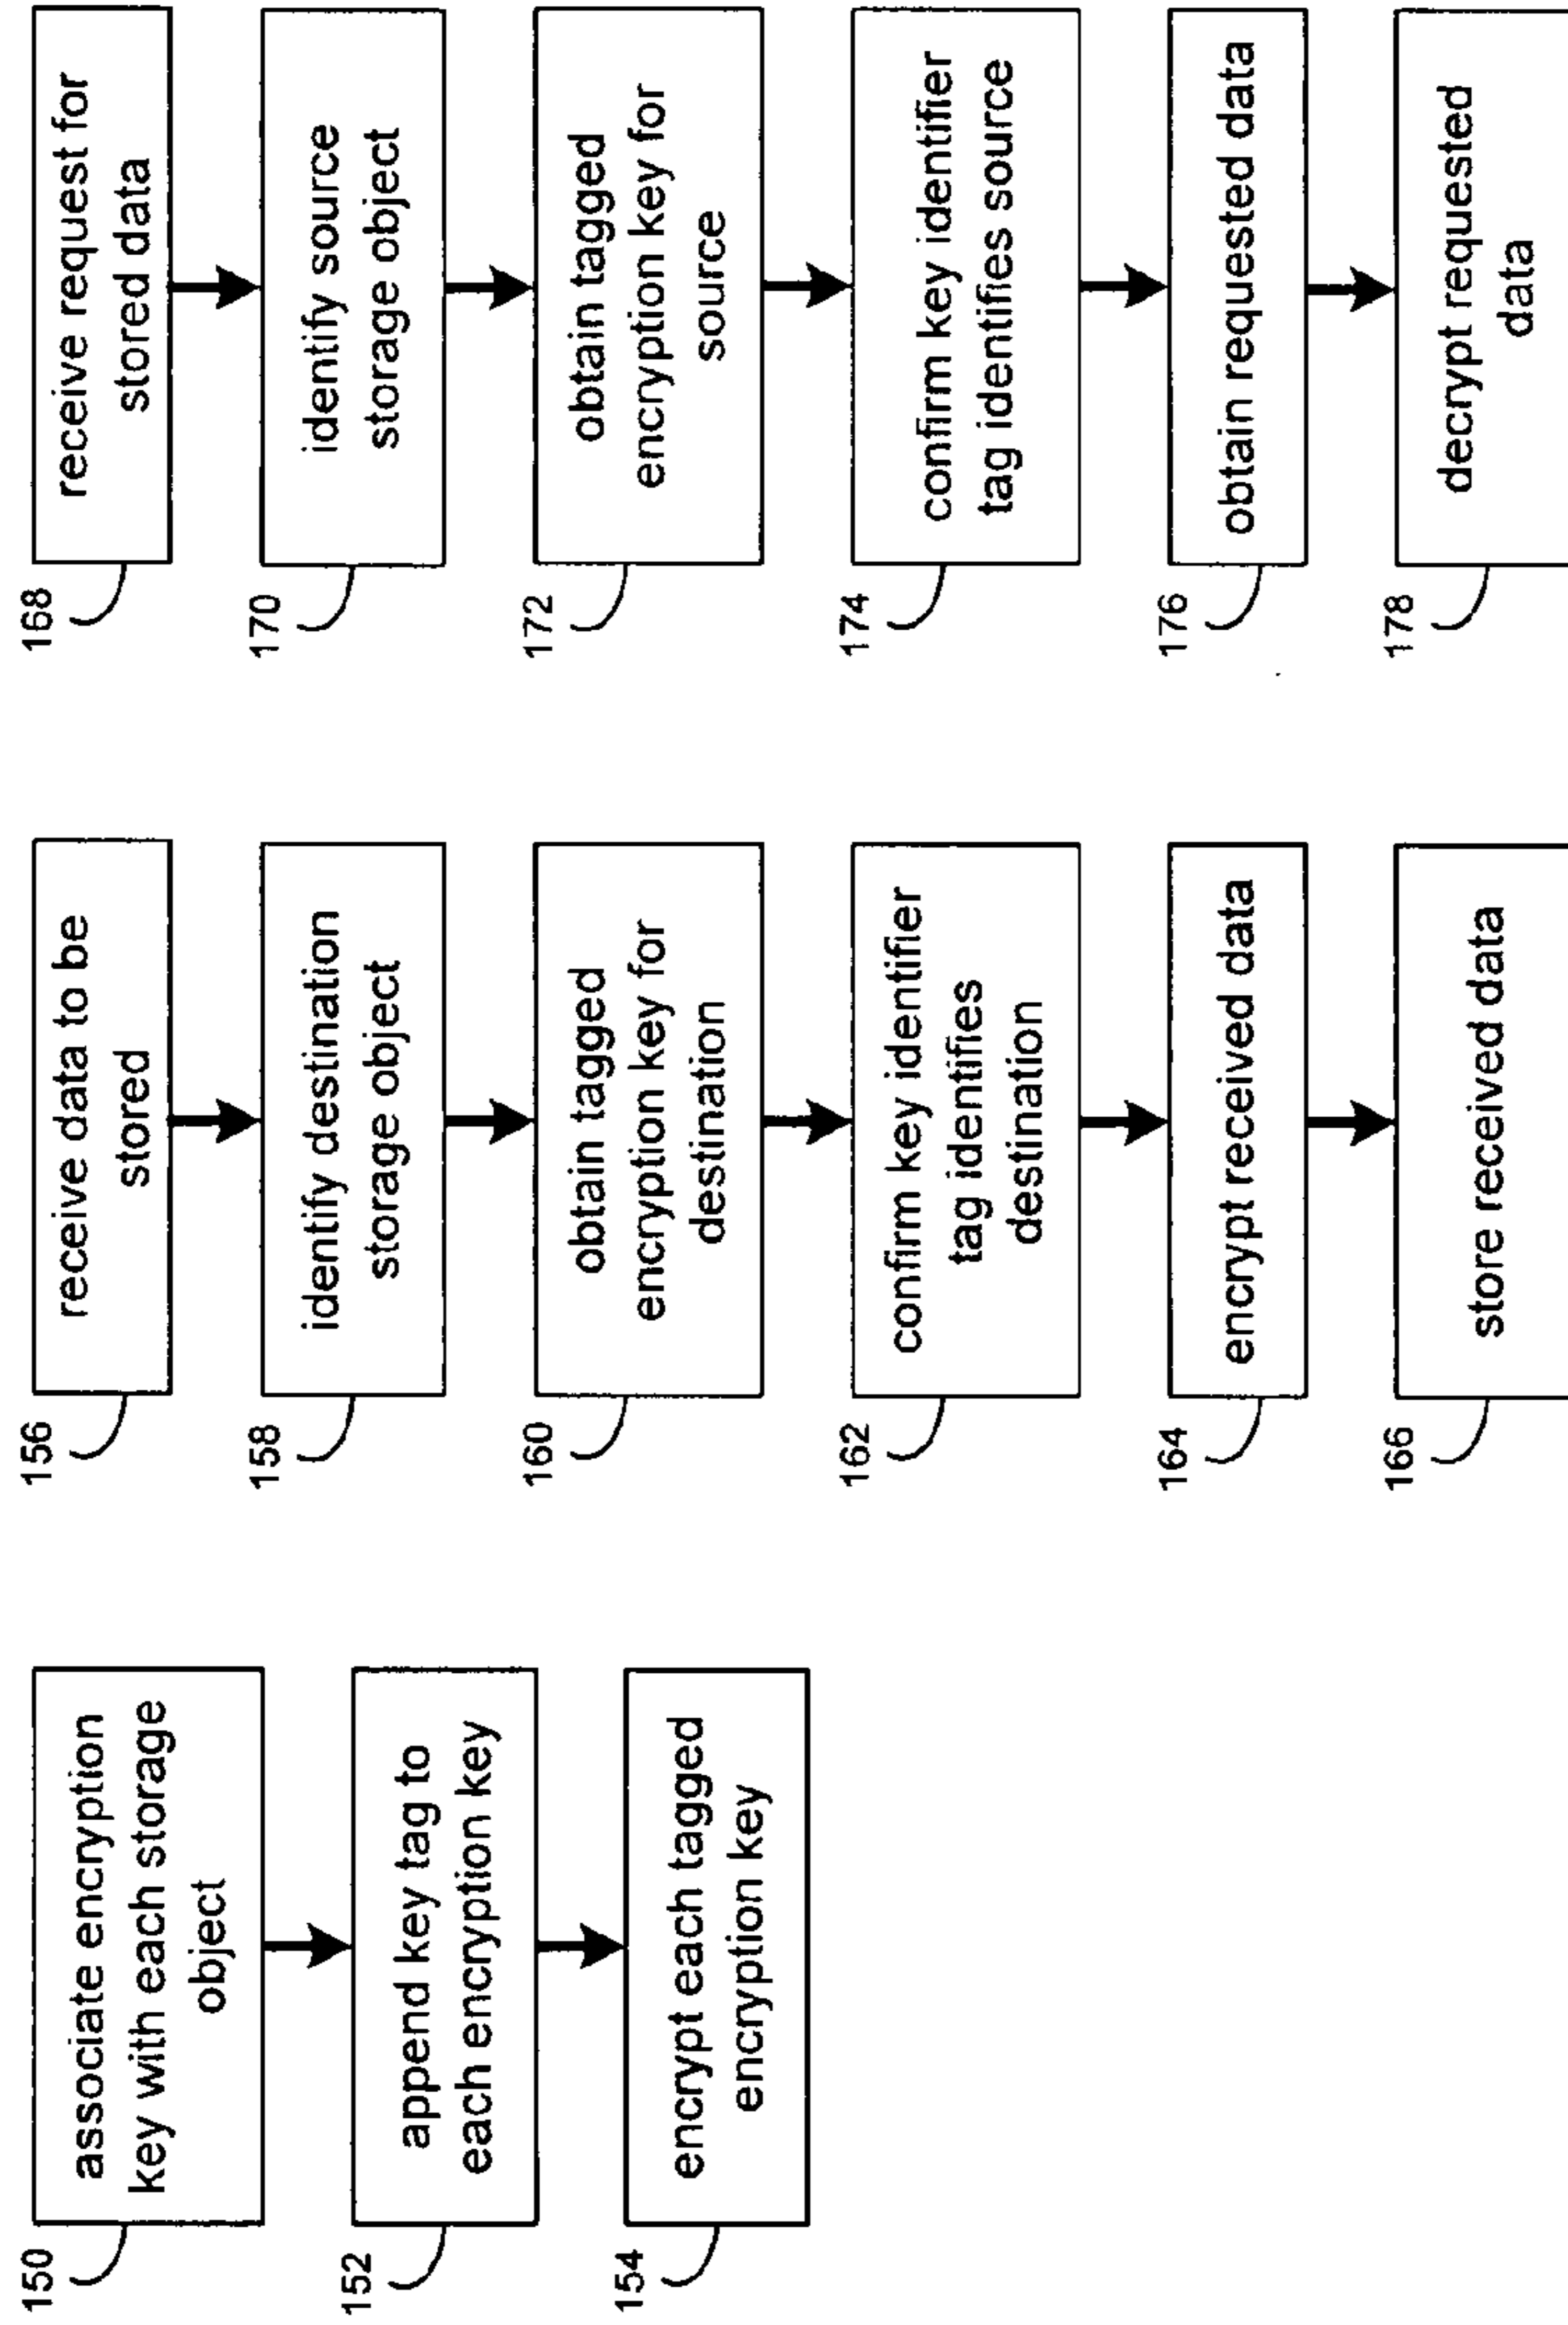 150
associate encryption
key with each storage
object
152
append key tag to
each encryption key
154
encrypt each tagged
encryption key
156
receive data to be
stored
158
identify destination
storage object
160
obtain tagged
encryption key for
destination
162
confirm key identifier
tag identifies
destination
164
encrypt received data
166
store received data
168
receive request for
stored data
170
identify source
storage object
172
obtain tagged
encryption key for
source
174
confirm key identifier
tag identifies source
176
obtain requested data
178
decrypt requested
data